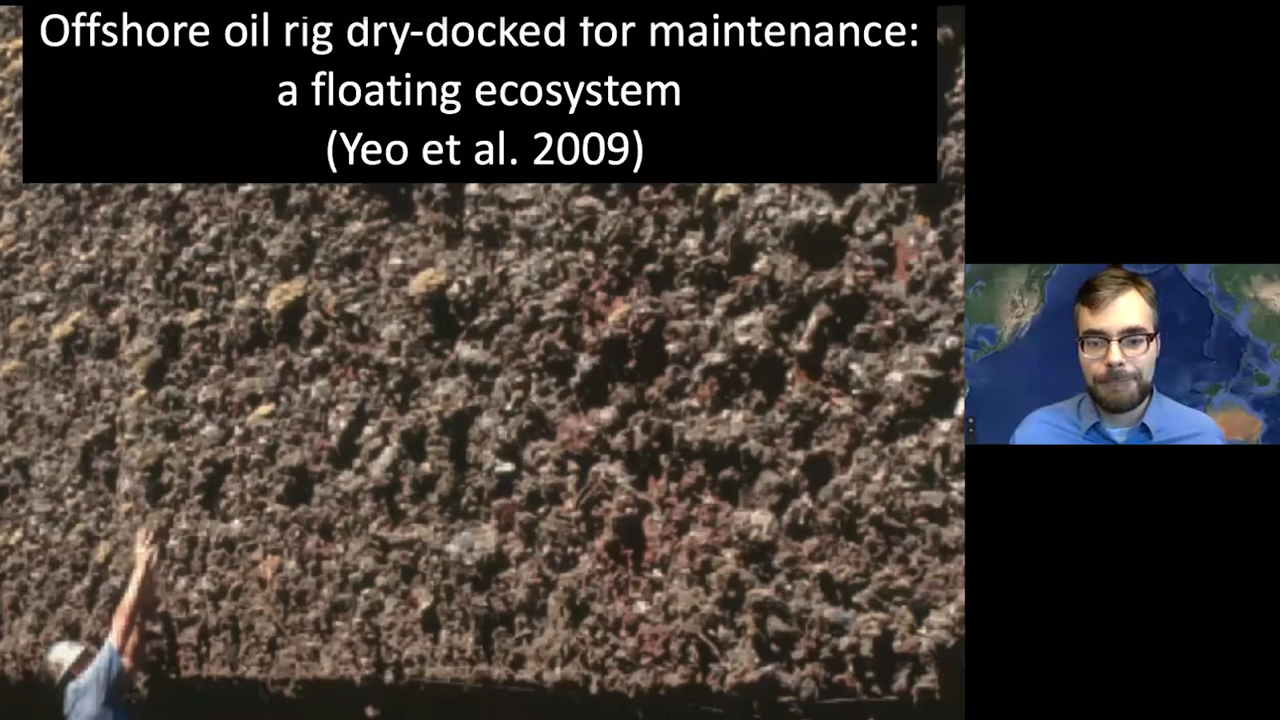 Offshore oil rig dry-docked for maintenance:
a floating ecosystem
(Yeo et al. 2009)